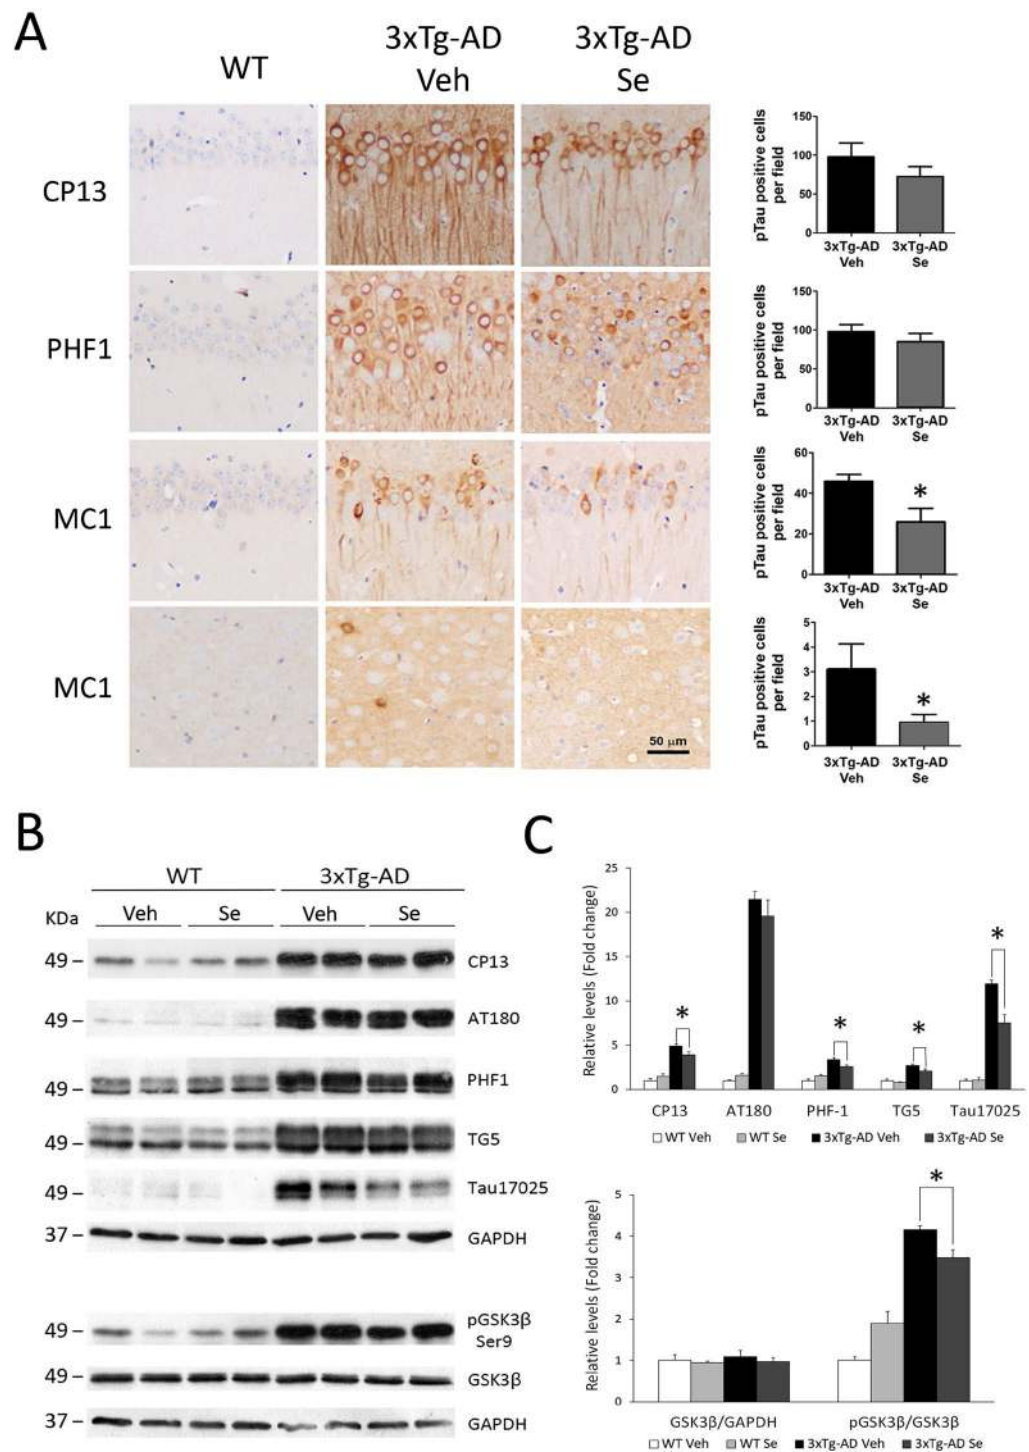 A
WT
3xTg-AD
Veh
3xTg-AD
Se
CP13
PHF1
MC1
MC1
50 μm
pTau positive cells
per field
150
100
50
0
3xTg-AD
Veh
3xTg-AD
Se
pTau positive cells
per field
150
100
50
0
3xTg-AD
Veh
3xTg-AD
Se
pTau positive cells
per field
60
40
20
0
*
3xTg-AD
Veh
3xTg-AD
Se
pTau positive cells
per field
5
4
3
2
1
0
*
3xTg-AD
Veh
3xTg-AD
Se
B
WT 3xTg-AD
KDa Veh Se Veh Se
49 CP13
49 AT180
49 PHF1
49 TG5
49 Tau17025
37 GAPDH
49 pGSK3β
Ser9
49 GSK3β
37 GAPDH
C
Relative levels (Fold change)
25
20
15
10
5
0
* * * *
CP13 AT180 PHF-1 TG5 Tau17025
WT Veh WT Se 3xTg-AD Veh 3xTg-AD Se
Relative levels (Fold change)
5
4
3
2
1
0
*
GSK3β/GAPDH pGSK3β/GSK3β
WT Veh WT Se 3xTg-AD Veh 3xTg-AD Se